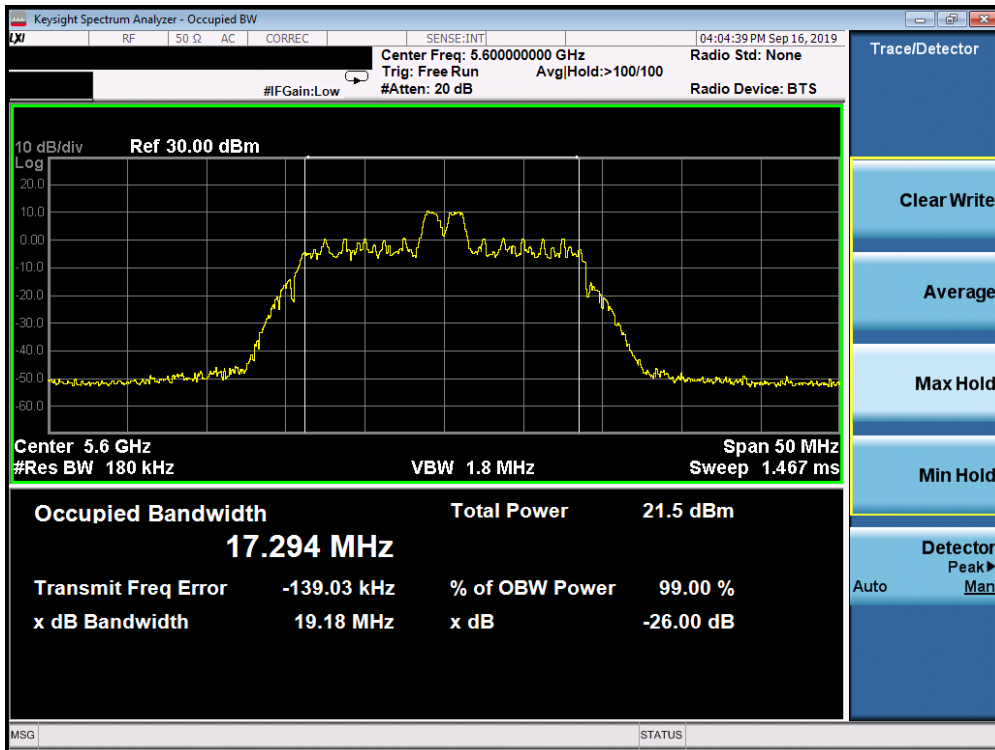 Keysight Spectrum Analyzer - Occupied BW
LXI RF 50 Ω AC CORREC SENSE:INT 04:04:39 PM Sep 16, 2019
Center Freq: 5.600000000 GHz Radio Std: None
Trig: Free Run Avg|Hold:>100/100
#IFGain:Low #Atten: 20 dB Radio Device: BTS
10 dB/div Ref 30.00 dBm
Log
20.0
10.0
0.00
-10.0
-20.0
-30.0
-40.0
-50.0
-60.0
Center 5.6 GHz Span 50 MHz
#Res BW 180 kHz VBW 1.8 MHz Sweep 1.467 ms
Occupied Bandwidth Total Power 21.5 dBm
17.294 MHz
Transmit Freq Error -139.03 kHz % of OBW Power 99.00 %
x dB Bandwidth 19.18 MHz x dB -26.00 dB
MSG STATUS
Trace/Detector
Clear Write
Average
Max Hold
Min Hold
Detector
Peak▶
Auto Man